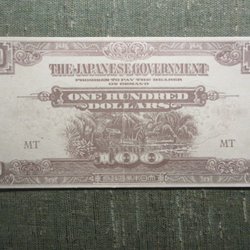 THE JAPANESE GOVERNMENT
PROMISES TO PAY THE BEARER
ON DEMAND
ONE HUNDRED
DOLLARS
MT MT
100